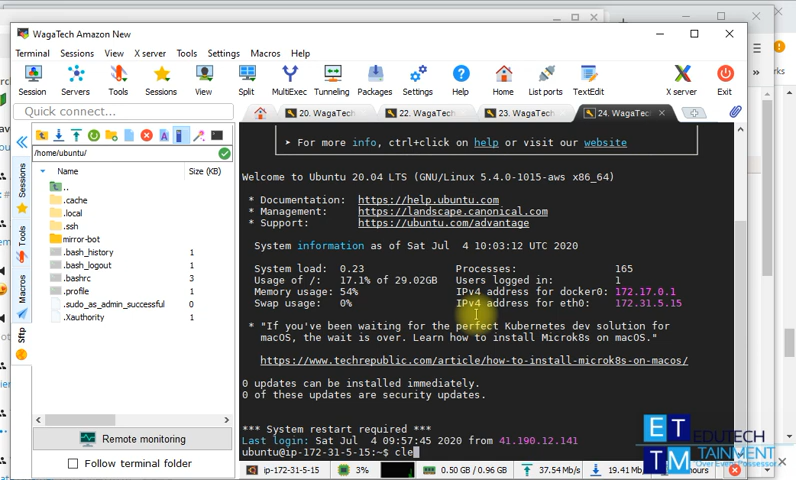 WagaTech Amazon New
Terminal Sessions View X server Tools Settings Macros Help
Session Servers Tools Sessions View Split MultiExec Tunneling Packages Settings Help Home List ports TextEdit X server Exit
Quick connect...
20. WagaTech 22. WagaTech 23. WagaTech 24. WagaTech
/home/ubuntu/
Name Size (KB)
..
.cache
.local
.ssh
mirror-bot
.bash_history 1
.bash_logout 1
.bashrc 3
.profile 1
.sudo_as_admin_successful 0
.Xauthority 1
Sessions
Tools
Macros
Sftp
Remote monitoring
Follow terminal folder
➤ For more info, ctrl+click on help or visit our website
Welcome to Ubuntu 20.04 LTS (GNU/Linux 5.4.0-1015-aws x86_64)
* Documentation: https://help.ubuntu.com
* Management: https://landscape.canonical.com
* Support: https://ubuntu.com/advantage
System information as of Sat Jul 4 10:03:12 UTC 2020
System load: 0.23 Processes: 165
Usage of /: 17.1% of 29.02GB Users logged in: 1
Memory usage: 54% IPv4 address for docker0: 172.17.0.1
Swap usage: 0% IPv4 address for eth0: 172.31.5.15
* "If you've been waiting for the perfect Kubernetes dev solution for
macOS, the wait is over. Learn how to install Microk8s on macOS."
https://www.techrepublic.com/article/how-to-install-microk8s-on-macos/
0 updates can be installed immediately.
0 of these updates are security updates.
*** System restart required ***
Last login: Sat Jul 4 09:57:45 2020 from 41.190.12.141
ubuntu@ip-172-31-5-15:~$ cle
ip-172-31-5-15 3% 0.50 GB / 0.96 GB 37.54 Mb/s 19.41 M
ET
TM
EDUTECH
TAINMENT